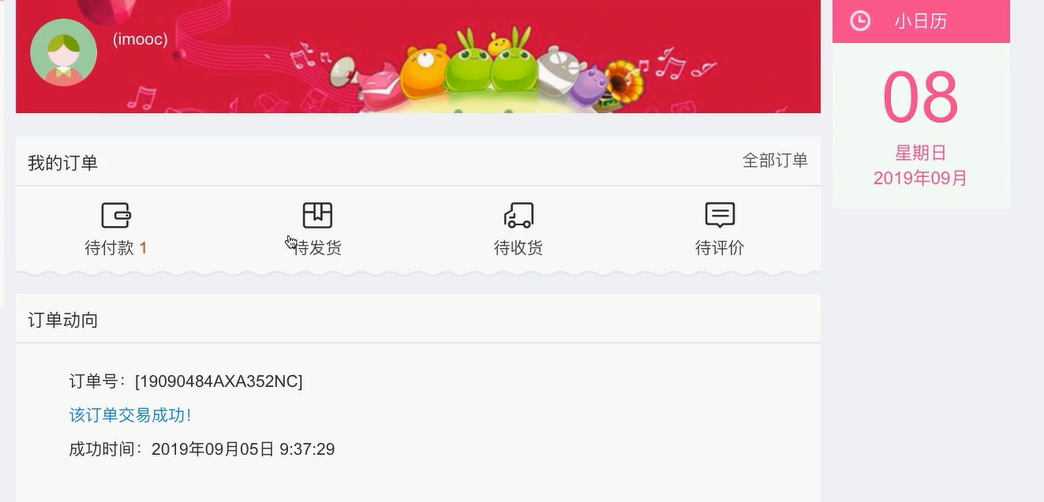 (imooc)
小日历
08
星期日
2019年09月
我的订单
全部订单
待付款 1
待发货
待收货
待评价
订单动向
订单号：[19090484AXA352NC]
该订单交易成功！
成功时间：2019年09月05日 9:37:29